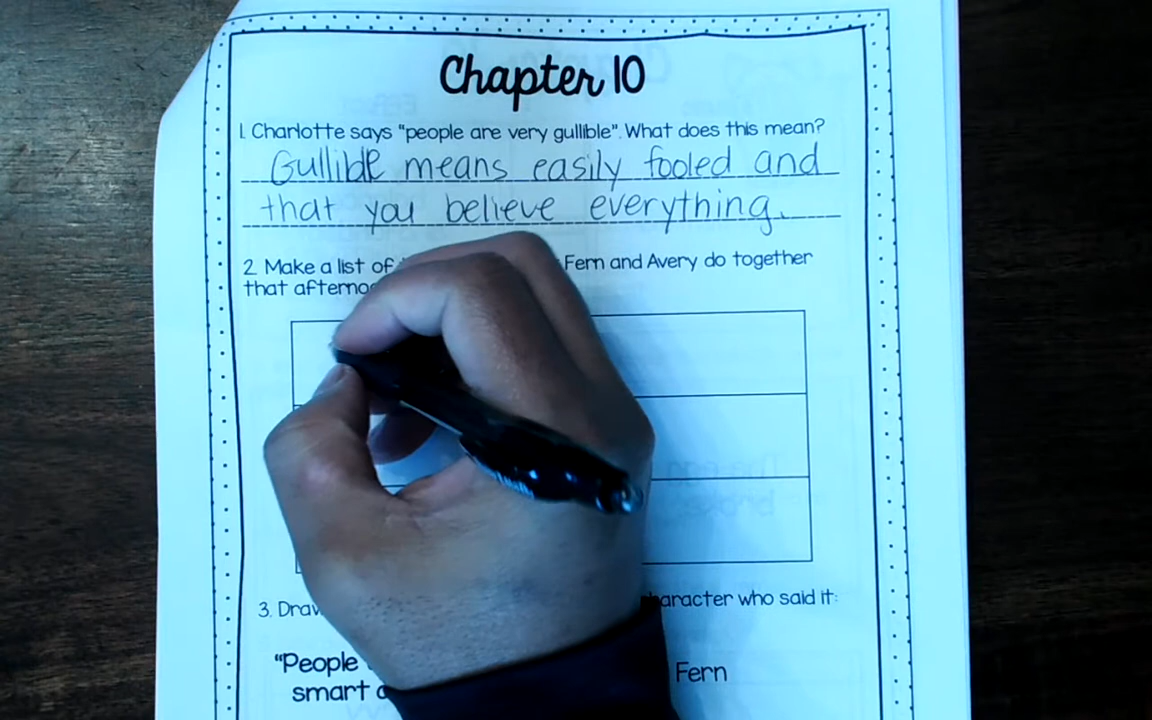 Chapter 10
1. Charlotte says "people are very gullible". What does this mean?
Gullible means easily fooled and
that you believe everything.
2. Make a list of Fern and Avery do together
that afternoo
3. Draw character who said it:
"People Fern
smart